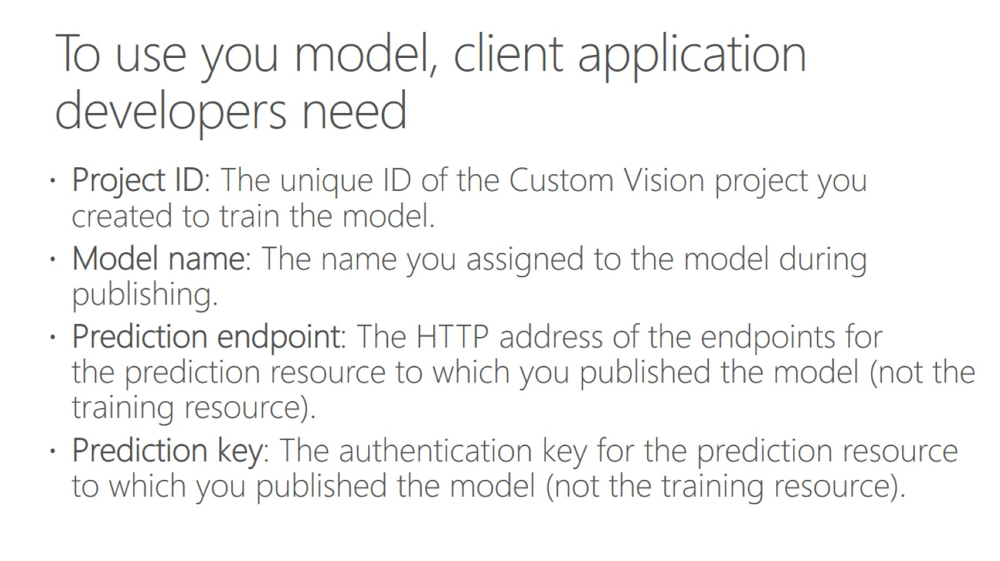 To use you model, client application
developers need
· Project ID: The unique ID of the Custom Vision project you
created to train the model.
· Model name: The name you assigned to the model during
publishing.
· Prediction endpoint: The HTTP address of the endpoints for
the prediction resource to which you published the model (not the
training resource).
· Prediction key: The authentication key for the prediction resource
to which you published the model (not the training resource).